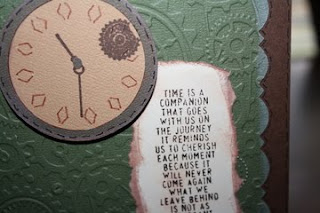 TIME IS A
COMPANION
THAT GOES
WITH US ON
THE JOURNEY
IT REMINDS
US TO CHERISH
EACH MOMENT
BECAUSE IT
WILL NEVER
COME AGAIN
WHAT WE
LEAVE BEHIND
IS NOT AS